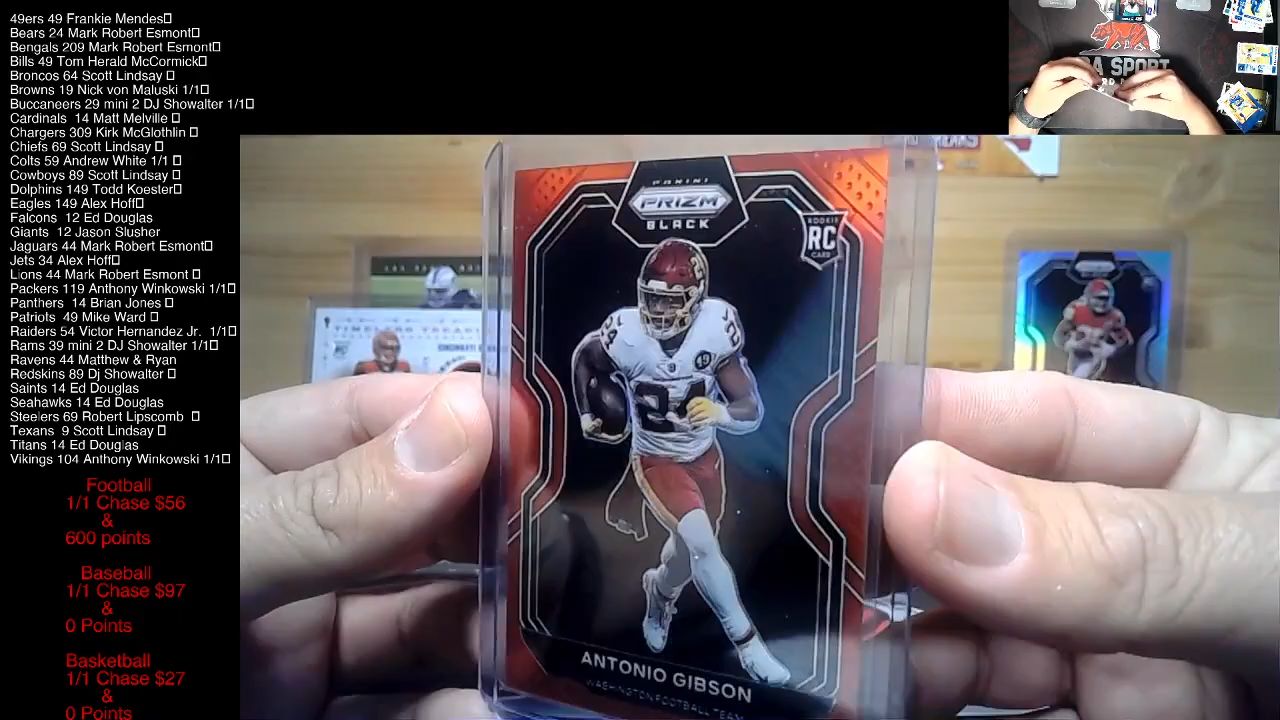 49ers 49 Frankie Mendes
Bears 24 Mark Robert Esmont
Bengals 209 Mark Robert Esmont
Bills 49 Tom Herald McCormick
Broncos 64 Scott Lindsay
Browns 19 Nick von Maluski 1/1
Buccaneers 29 mini 2 DJ Showalter 1/1
Cardinals 14 Matt Melville
Chargers 309 Kirk McGlothlin
Chiefs 69 Scott Lindsay
Colts 59 Andrew White 1/1
Cowboys 89 Scott Lindsay
Dolphins 149 Todd Koester
Eagles 149 Alex Hoff
Falcons 12 Ed Douglas
Giants 12 Jason Slusher
Jaguars 44 Mark Robert Esmont
Jets 34 Alex Hoff
Lions 44 Mark Robert Esmont
Packers 119 Anthony Winkowski 1/1
Panthers 14 Brian Jones
Patriots 49 Mike Ward
Raiders 54 Victor Hernandez Jr. 1/1
Rams 39 mini 2 DJ Showalter 1/1
Ravens 44 Matthew & Ryan
Redskins 89 Dj Showalter
Saints 14 Ed Douglas
Seahawks 14 Ed Douglas
Steelers 69 Robert Lipscomb
Texans 9 Scott Lindsay
Titans 14 Ed Douglas
Vikings 104 Anthony Winkowski 1/1
Football
1/1 Chase $56
&
600 points
Baseball
1/1 Chase $97
&
0 Points
Basketball
1/1 Chase $27
&
0 Points
SPORT
PANINI
PRIZM
BLACK
ROOKIE
RC
CARD
49
24
ANTONIO GIBSON
WASHINGTON FOOTBALL TEAM